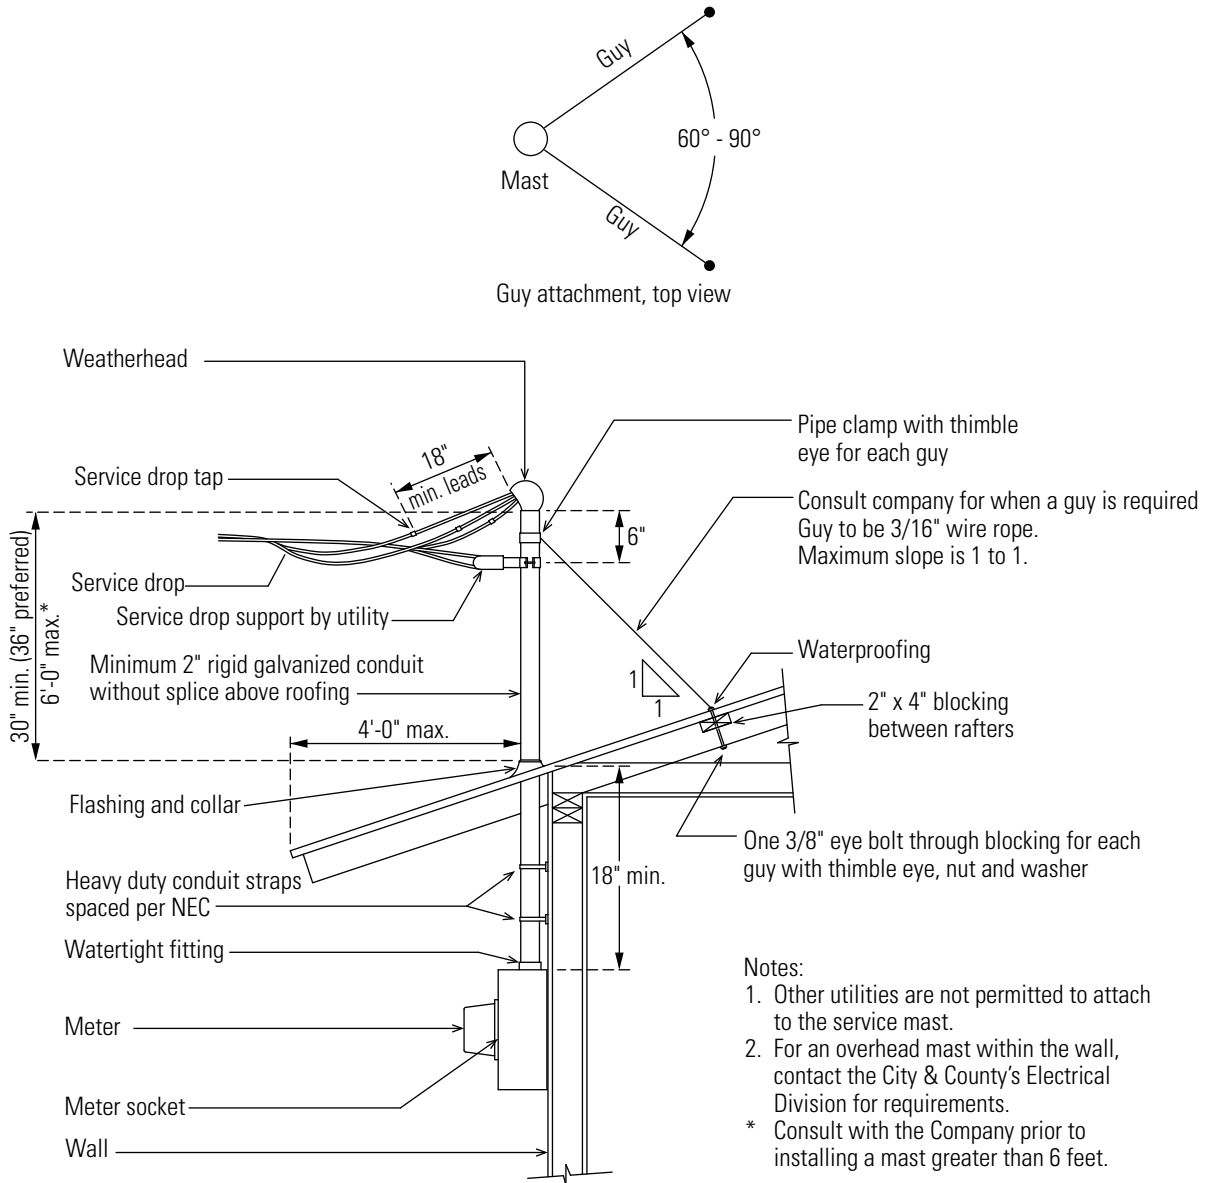 Guy
60° - 90°
Mast
Guy
Guy attachment, top view
Weatherhead
Pipe clamp with thimble
eye for each guy
18"
min. leads
Service drop tap
Consult company for when a guy is required
Guy to be 3/16" wire rope.
Maximum slope is 1 to 1.
6"
30" min. (36" preferred)
6'-0" max.*
Service drop
Service drop support by utility
Waterproofing
Minimum 2" rigid galvanized conduit
without splice above roofing
1
1
2" x 4" blocking
between rafters
4'-0" max.
Flashing and collar
One 3/8" eye bolt through blocking for each
guy with thimble eye, nut and washer
18" min.
Heavy duty conduit straps
spaced per NEC
Watertight fitting
Meter
Meter socket
Wall
Notes:
1. Other utilities are not permitted to attach
to the service mast.
2. For an overhead mast within the wall,
contact the City & County's Electrical
Division for requirements.
* Consult with the Company prior to
installing a mast greater than 6 feet.